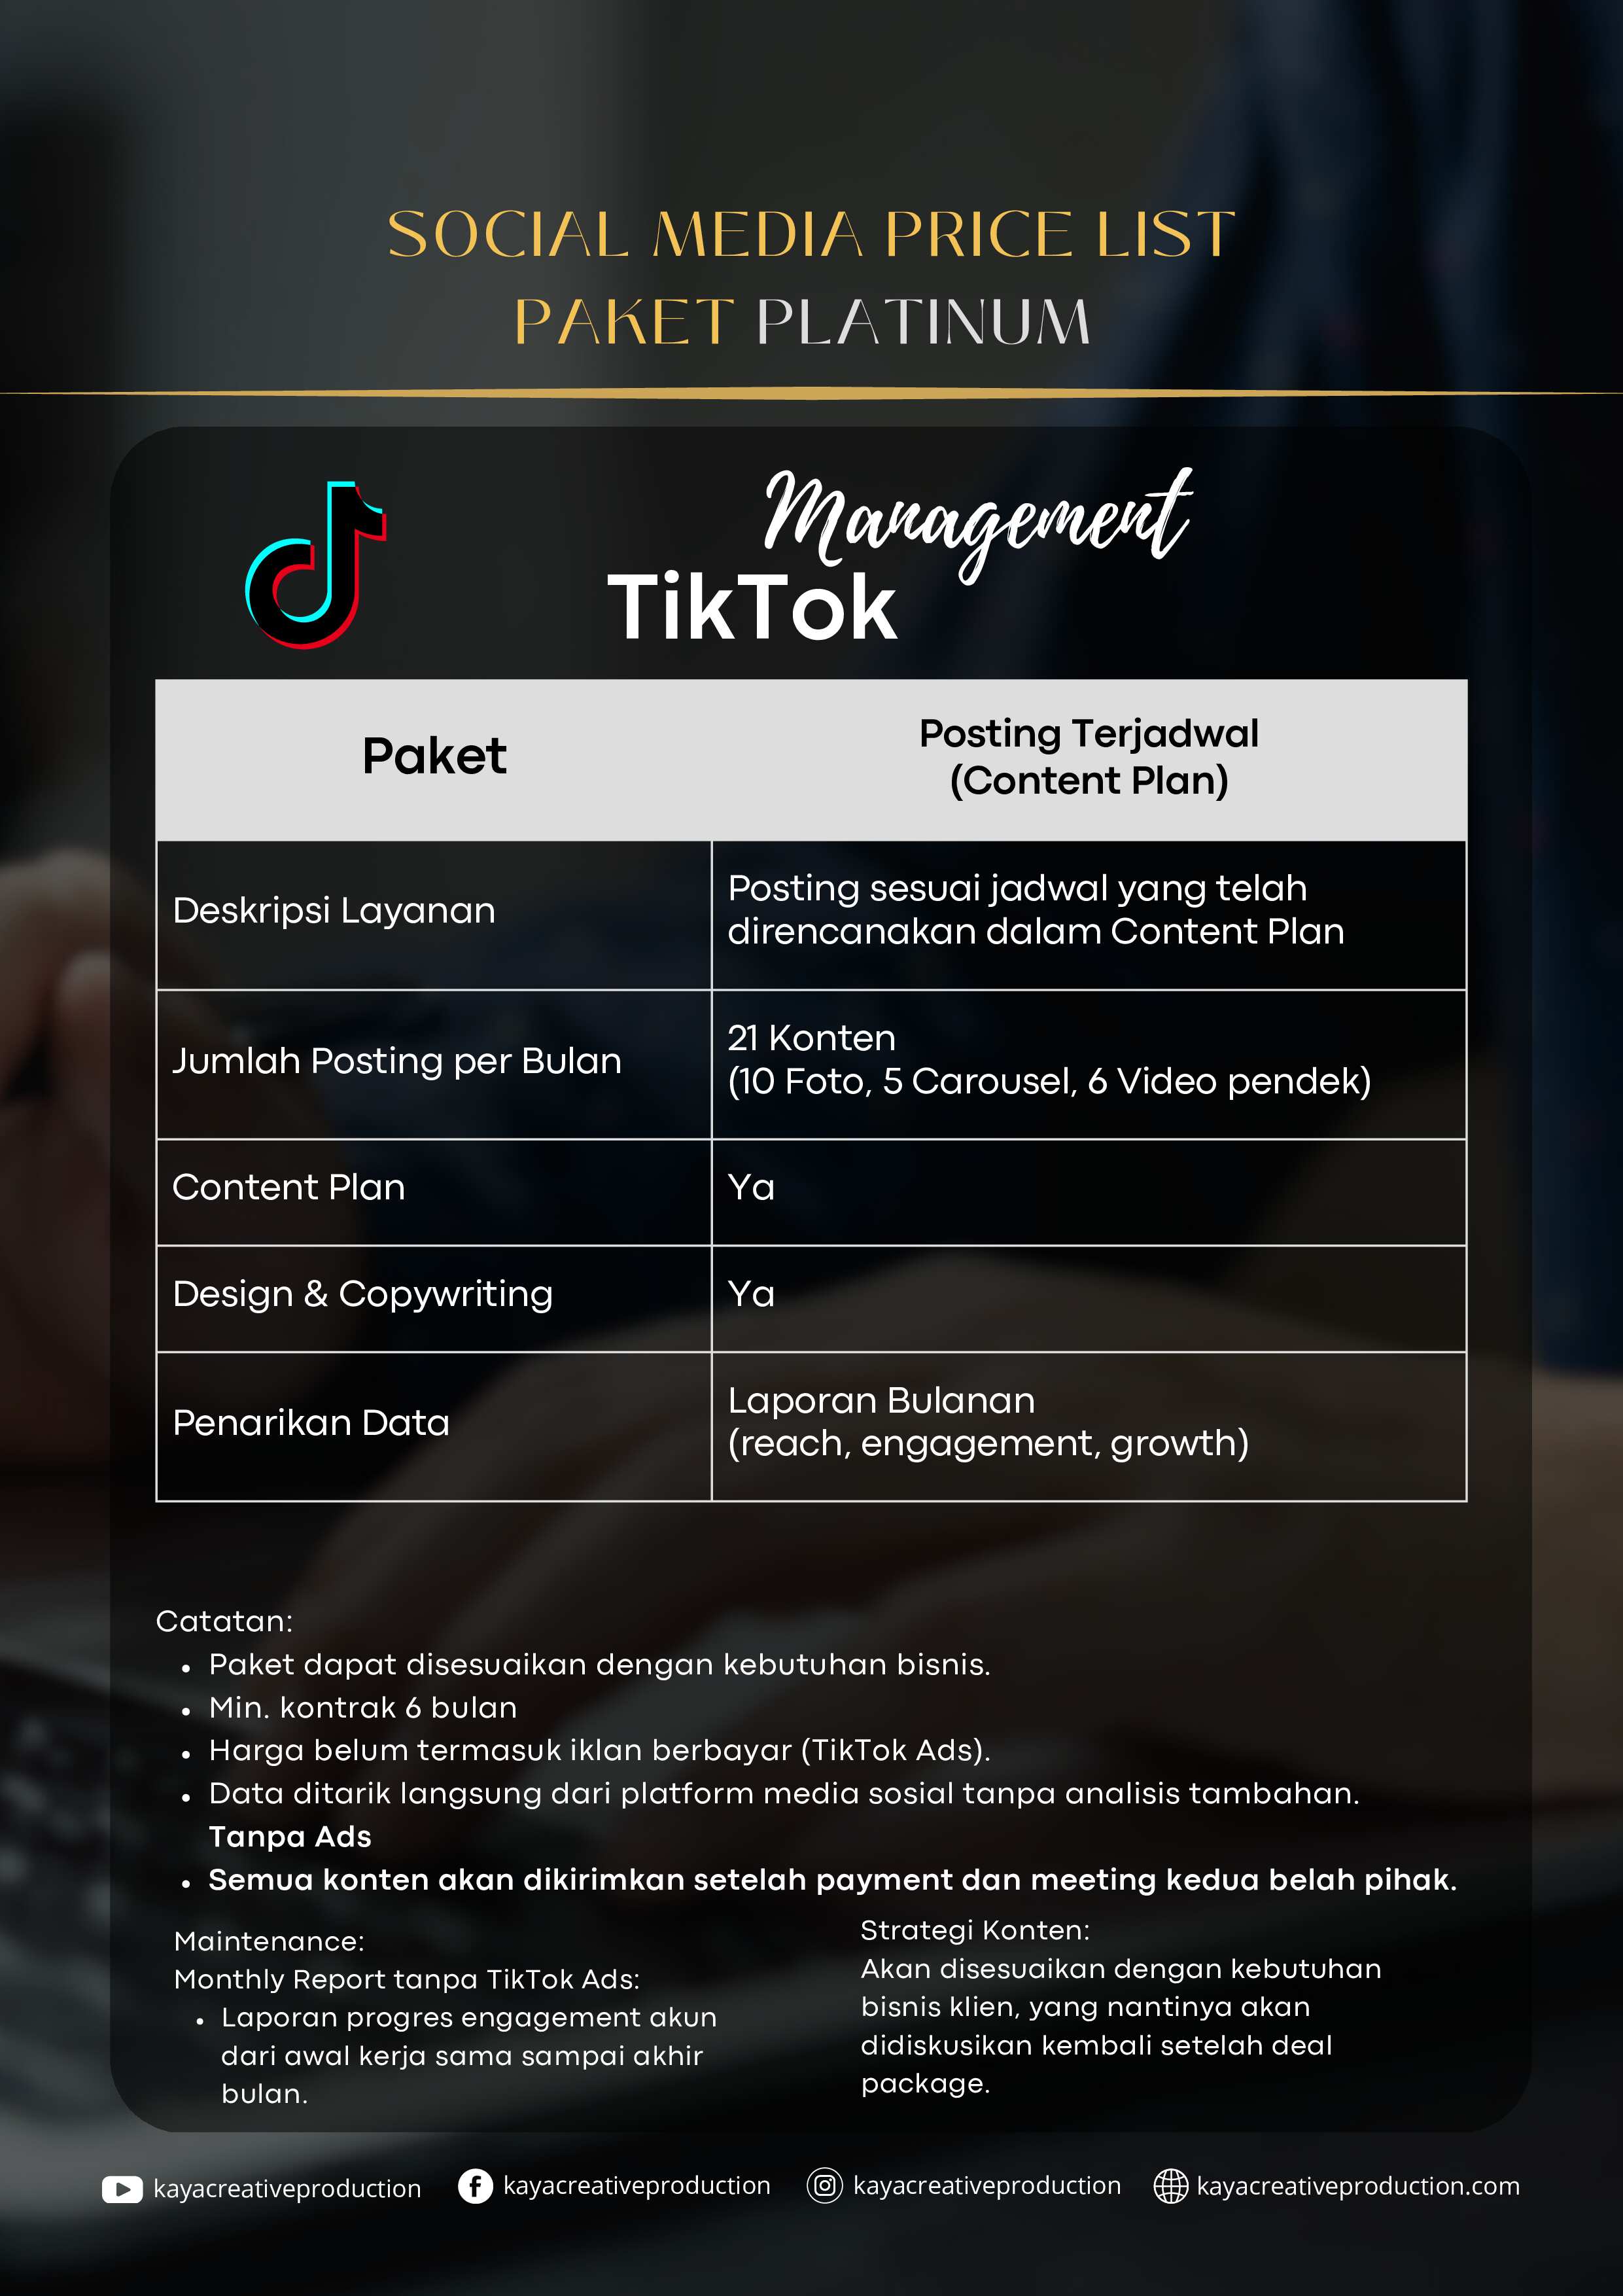 SOCIAL MEDIA PRICE LIST
PAKET PLATINUM
Management
TikTok
Paket
Posting Terjadwal
(Content Plan)
Deskripsi Layanan
Posting sesuai jadwal yang telah
direncanakan dalam Content Plan
Jumlah Posting per Bulan
21 Konten
(10 Foto, 5 Carousel, 6 Video pendek)
Content Plan
Ya
Design & Copywriting
Ya
Penarikan Data
Laporan Bulanan
(reach, engagement, growth)
Catatan:
• Paket dapat disesuaikan dengan kebutuhan bisnis.
• Min. kontrak 6 bulan
• Harga belum termasuk iklan berbayar (TikTok Ads).
• Data ditarik langsung dari platform media sosial tanpa analisis tambahan.
Tanpa Ads
• Semua konten akan dikirimkan setelah payment dan meeting kedua belah pihak.
Maintenance:
Monthly Report tanpa TikTok Ads:
• Laporan progres engagement akun
dari awal kerja sama sampai akhir
bulan.
Strategi Konten:
Akan disesuaikan dengan kebutuhan
bisnis klien, yang nantinya akan
didiskusikan kembali setelah deal
package.
kayacreativeproduction
kayacreativeproduction
kayacreativeproduction
kayacreativeproduction.com